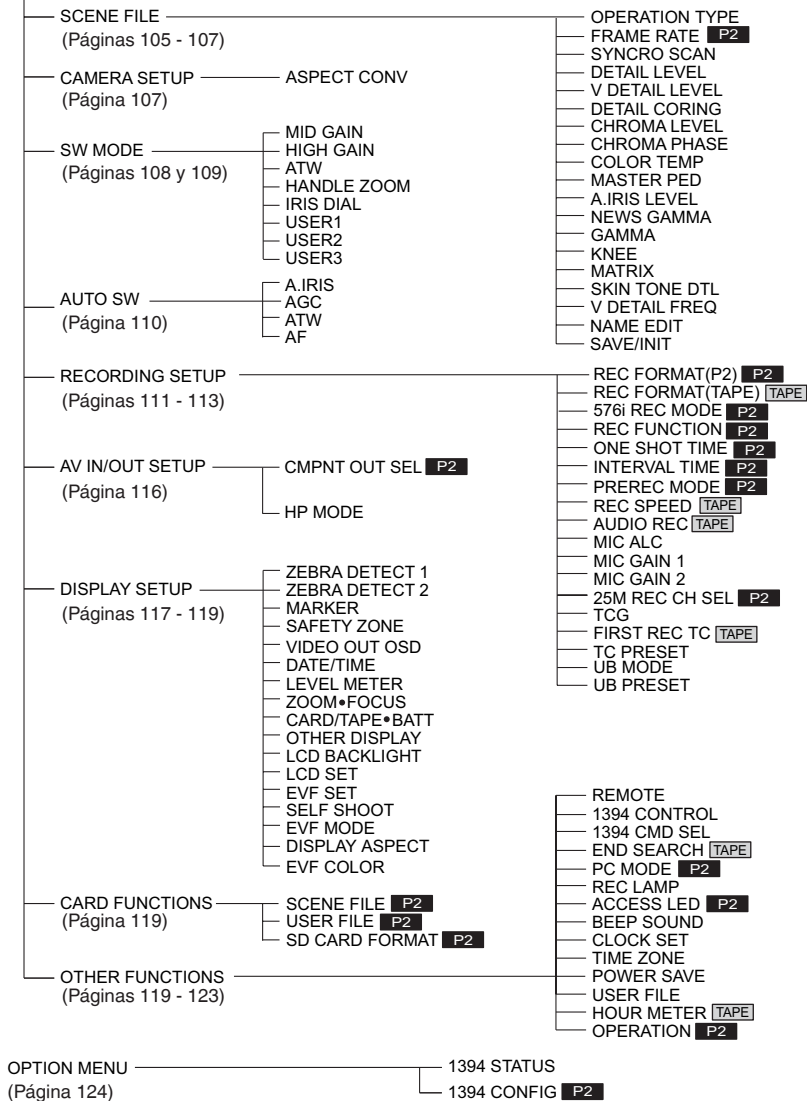 SCENE FILE
(Páginas 105 - 107)
OPERATION TYPE
FRAME RATE P2
SYNCRO SCAN
DETAIL LEVEL
V DETAIL LEVEL
DETAIL CORING
CHROMA LEVEL
CHROMA PHASE
COLOR TEMP
MASTER PED
A.IRIS LEVEL
NEWS GAMMA
GAMMA
KNEE
MATRIX
SKIN TONE DTL
V DETAIL FREQ
NAME EDIT
SAVE/INIT
CAMERA SETUP
(Página 107)
ASPECT CONV
SW MODE
(Páginas 108 y 109)
MID GAIN
HIGH GAIN
ATW
HANDLE ZOOM
IRIS DIAL
USER1
USER2
USER3
AUTO SW
(Página 110)
A.IRIS
AGC
ATW
AF
RECORDING SETUP
(Páginas 111 - 113)
REC FORMAT(P2) P2
REC FORMAT(TAPE) TAPE
576i REC MODE P2
REC FUNCTION P2
ONE SHOT TIME P2
INTERVAL TIME P2
PREREC MODE P2
REC SPEED TAPE
AUDIO REC TAPE
MIC ALC
MIC GAIN 1
MIC GAIN 2
25M REC CH SEL P2
TCG
FIRST REC TC TAPE
TC PRESET
UB MODE
UB PRESET
AV IN/OUT SETUP
(Página 116)
CMPNT OUT SEL P2
HP MODE
DISPLAY SETUP
(Páginas 117 - 119)
ZEBRA DETECT 1
ZEBRA DETECT 2
MARKER
SAFETY ZONE
VIDEO OUT OSD
DATE/TIME
LEVEL METER
ZOOM•FOCUS
CARD/TAPE•BATT
OTHER DISPLAY
LCD BACKLIGHT
LCD SET
EVF SET
SELF SHOOT
EVF MODE
DISPLAY ASPECT
EVF COLOR
CARD FUNCTIONS
(Página 119)
SCENE FILE P2
USER FILE P2
SD CARD FORMAT P2
OTHER FUNCTIONS
(Páginas 119 - 123)
REMOTE
1394 CONTROL
1394 CMD SEL
END SEARCH TAPE
PC MODE P2
REC LAMP
ACCESS LED P2
BEEP SOUND
CLOCK SET
TIME ZONE
POWER SAVE
USER FILE
HOUR METER TAPE
OPERATION P2
OPTION MENU
(Página 124)
1394 STATUS
1394 CONFIG P2